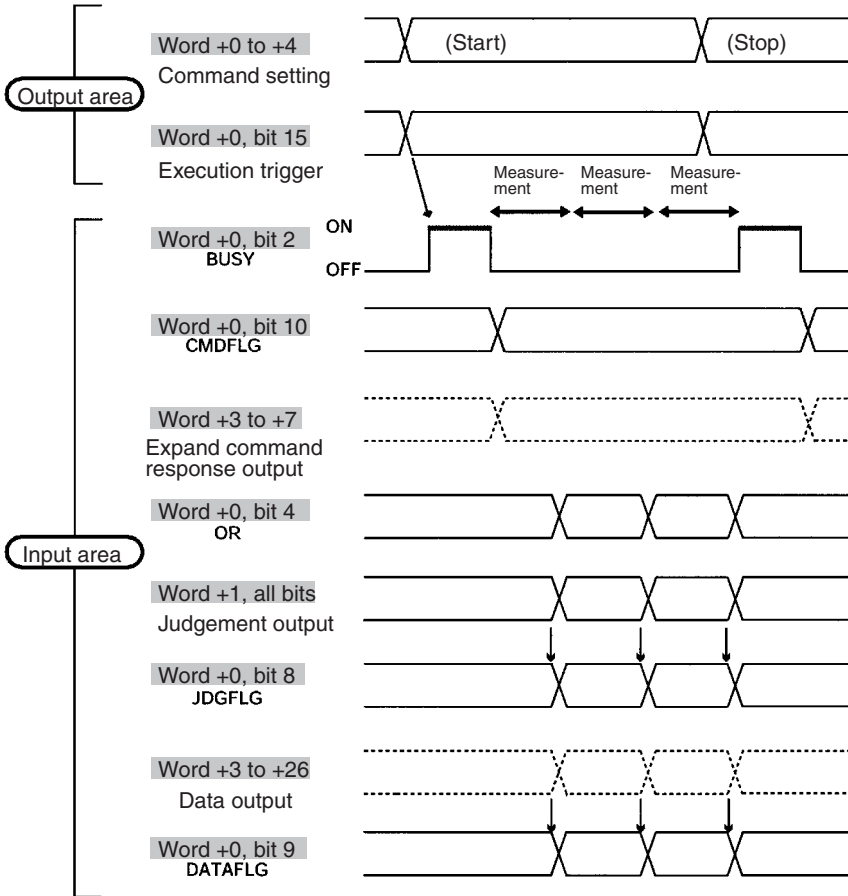 Word +0 to +4
(Start)
(Stop)
Command setting
Output area
Word +0, bit 15
Execution trigger
Measure-
ment
Measure-
ment
Measure-
ment
Word +0, bit 2
BUSY
ON
OFF
Word +0, bit 10
CMDFLG
Word +3 to +7
Expand command
response output
Word +0, bit 4
OR
Input area
Word +1, all bits
Judgement output
Word +0, bit 8
JDGFLG
Word +3 to +26
Data output
Word +0, bit 9
DATAFLG